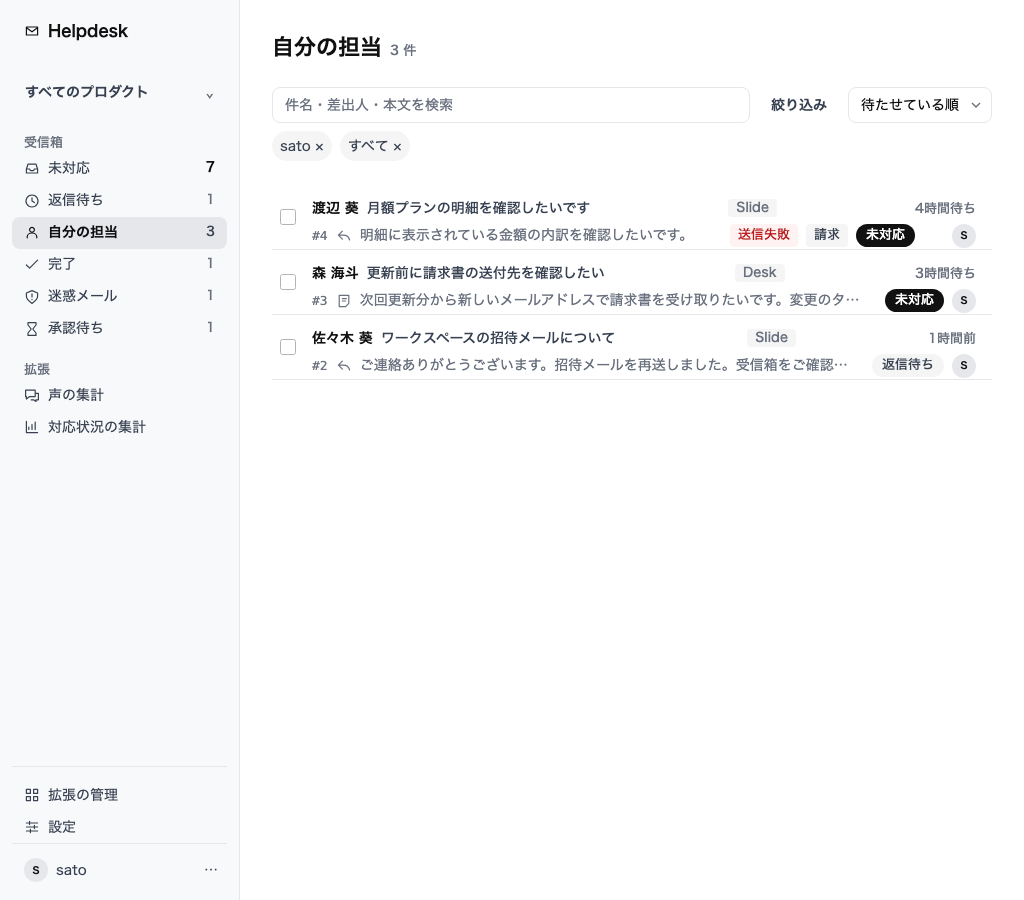 Helpdesk
すべてのプロダクト
受信箱
未対応 7
返信待ち 1
自分の担当 3
完了 1
迷惑メール 1
承認待ち 1
拡張
声の集計
対応状況の集計
拡張の管理
設定
S sato …
自分の担当 3 件
件名・差出人・本文を検索 絞り込み 待たせている順
sato × すべて ×
渡辺 葵 月額プランの明細を確認したいです Slide 4時間待ち
#4 明細に表示されている金額の内訳を確認したいです。 送信失敗 請求 未対応 S
森 海斗 更新前に請求書の送付先を確認したい Desk 3時間待ち
#3 次回更新分から新しいメールアドレスで請求書を受け取りたいです。変更のタ… 未対応 S
佐々木 葵 ワークスペースの招待メールについて Slide 1時間前
#2 ご連絡ありがとうございます。招待メールを再送しました。受信箱をご確認… 返信待ち S